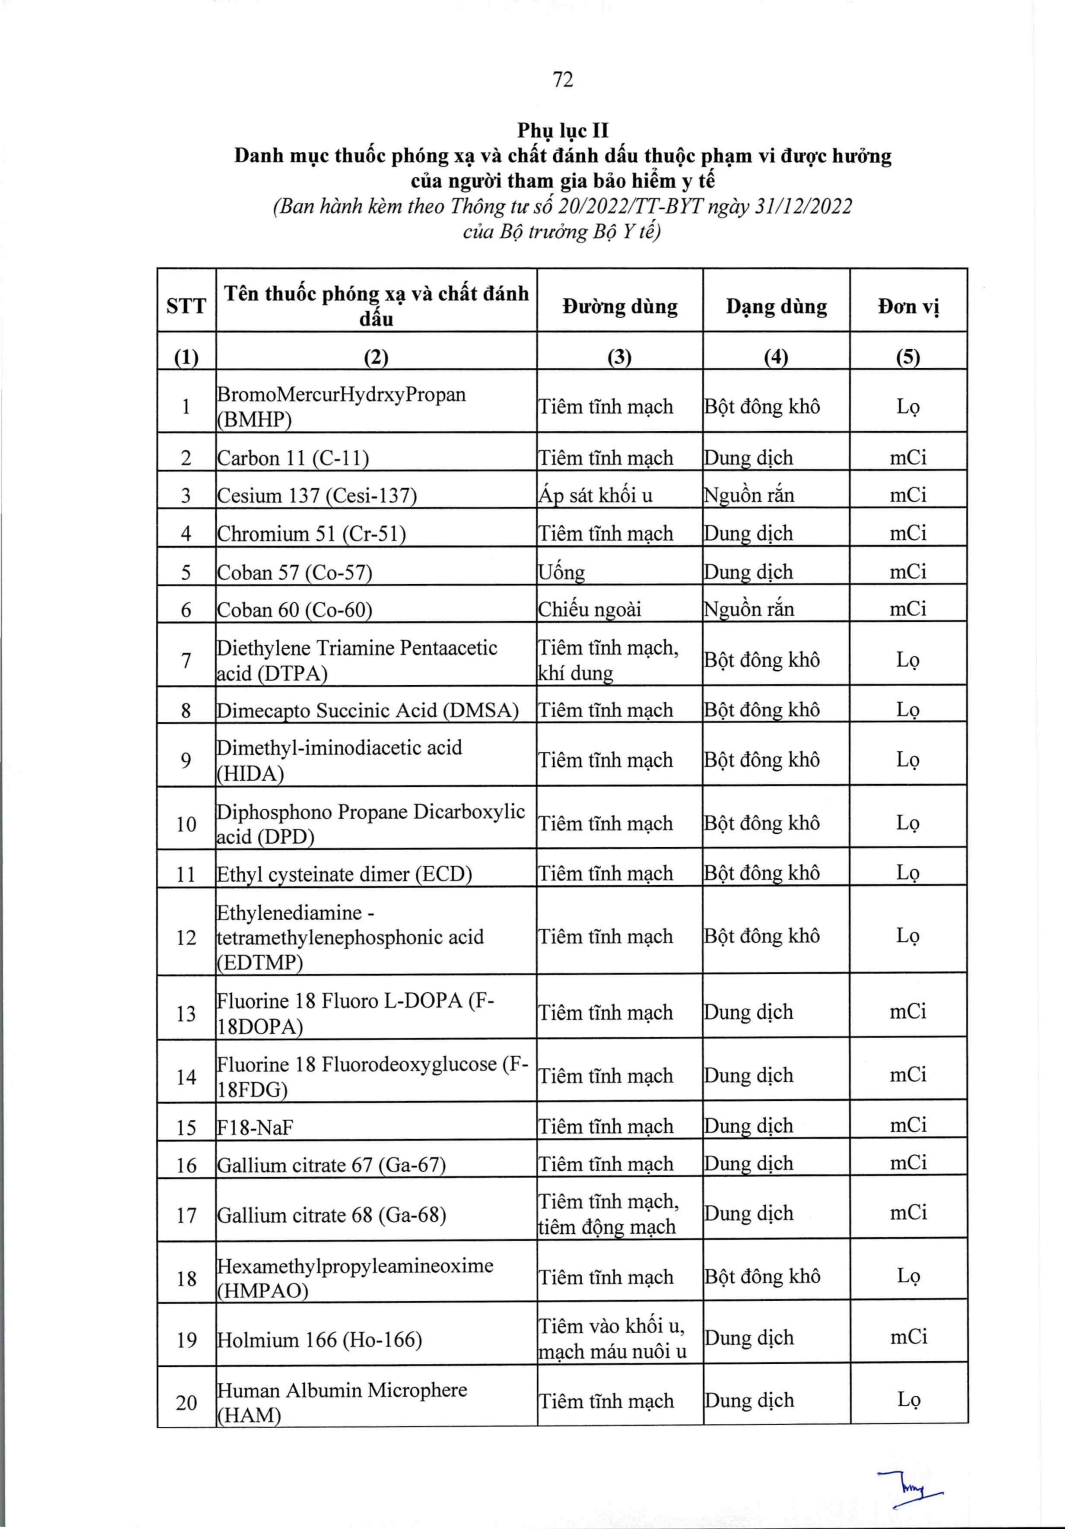 72
Phụ lục II
Danh mục thuốc phóng xạ và chất đánh dấu thuộc phạm vi được hưởng
của người tham gia bảo hiểm y tế
(Ban hành kèm theo Thông tư số 20/2022/TT-BYT ngày 31/12/2022
của Bộ trưởng Bộ Y tế)
STT Tên thuốc phóng xạ và chất đánh dấu Đường dùng Dạng dùng Đơn vị
(1) (2) (3) (4) (5)
1 BromoMercurHydrxyPropan
(BMHP) Tiêm tĩnh mạch Bột đông khô Lọ
2 Carbon 11 (C-11) Tiêm tĩnh mạch Dung dịch mCi
3 Cesium 137 (Cesi-137) Áp sát khối u Nguồn rắn mCi
4 Chromium 51 (Cr-51) Tiêm tĩnh mạch Dung dịch mCi
5 Coban 57 (Co-57) Uống Dung dịch mCi
6 Coban 60 (Co-60) Chiếu ngoài Nguồn rắn mCi
7 Diethylene Triamine Pentaacetic
acid (DTPA) Tiêm tĩnh mạch,
khí dung Bột đông khô Lọ
8 Dimecapto Succinic Acid (DMSA) Tiêm tĩnh mạch Bột đông khô Lọ
9 Dimethyl-iminodiacetic acid
(HIDA) Tiêm tĩnh mạch Bột đông khô Lọ
10 Diphosphono Propane Dicarboxylic
acid (DPD) Tiêm tĩnh mạch Bột đông khô Lọ
11 Ethyl cysteinate dimer (ECD) Tiêm tĩnh mạch Bột đông khô Lọ
12 Ethylenediamine -
tetramethylenephosphonic acid
(EDTMP) Tiêm tĩnh mạch Bột đông khô Lọ
13 Fluorine 18 Fluoro L-DOPA (F-
18DOPA) Tiêm tĩnh mạch Dung dịch mCi
14 Fluorine 18 Fluorodeoxyglucose (F-
18FDG) Tiêm tĩnh mạch Dung dịch mCi
15 F18-NaF Tiêm tĩnh mạch Dung dịch mCi
16 Gallium citrate 67 (Ga-67) Tiêm tĩnh mạch Dung dịch mCi
17 Gallium citrate 68 (Ga-68) Tiêm tĩnh mạch,
tiêm động mạch Dung dịch mCi
18 Hexamethylpropyleamineoxime
(HMPAO) Tiêm tĩnh mạch Bột đông khô Lọ
19 Holmium 166 (Ho-166) Tiêm vào khối u,
mạch máu nuôi u Dung dịch mCi
20 Human Albumin Microphere
(HAM) Tiêm tĩnh mạch Dung dịch Lọ